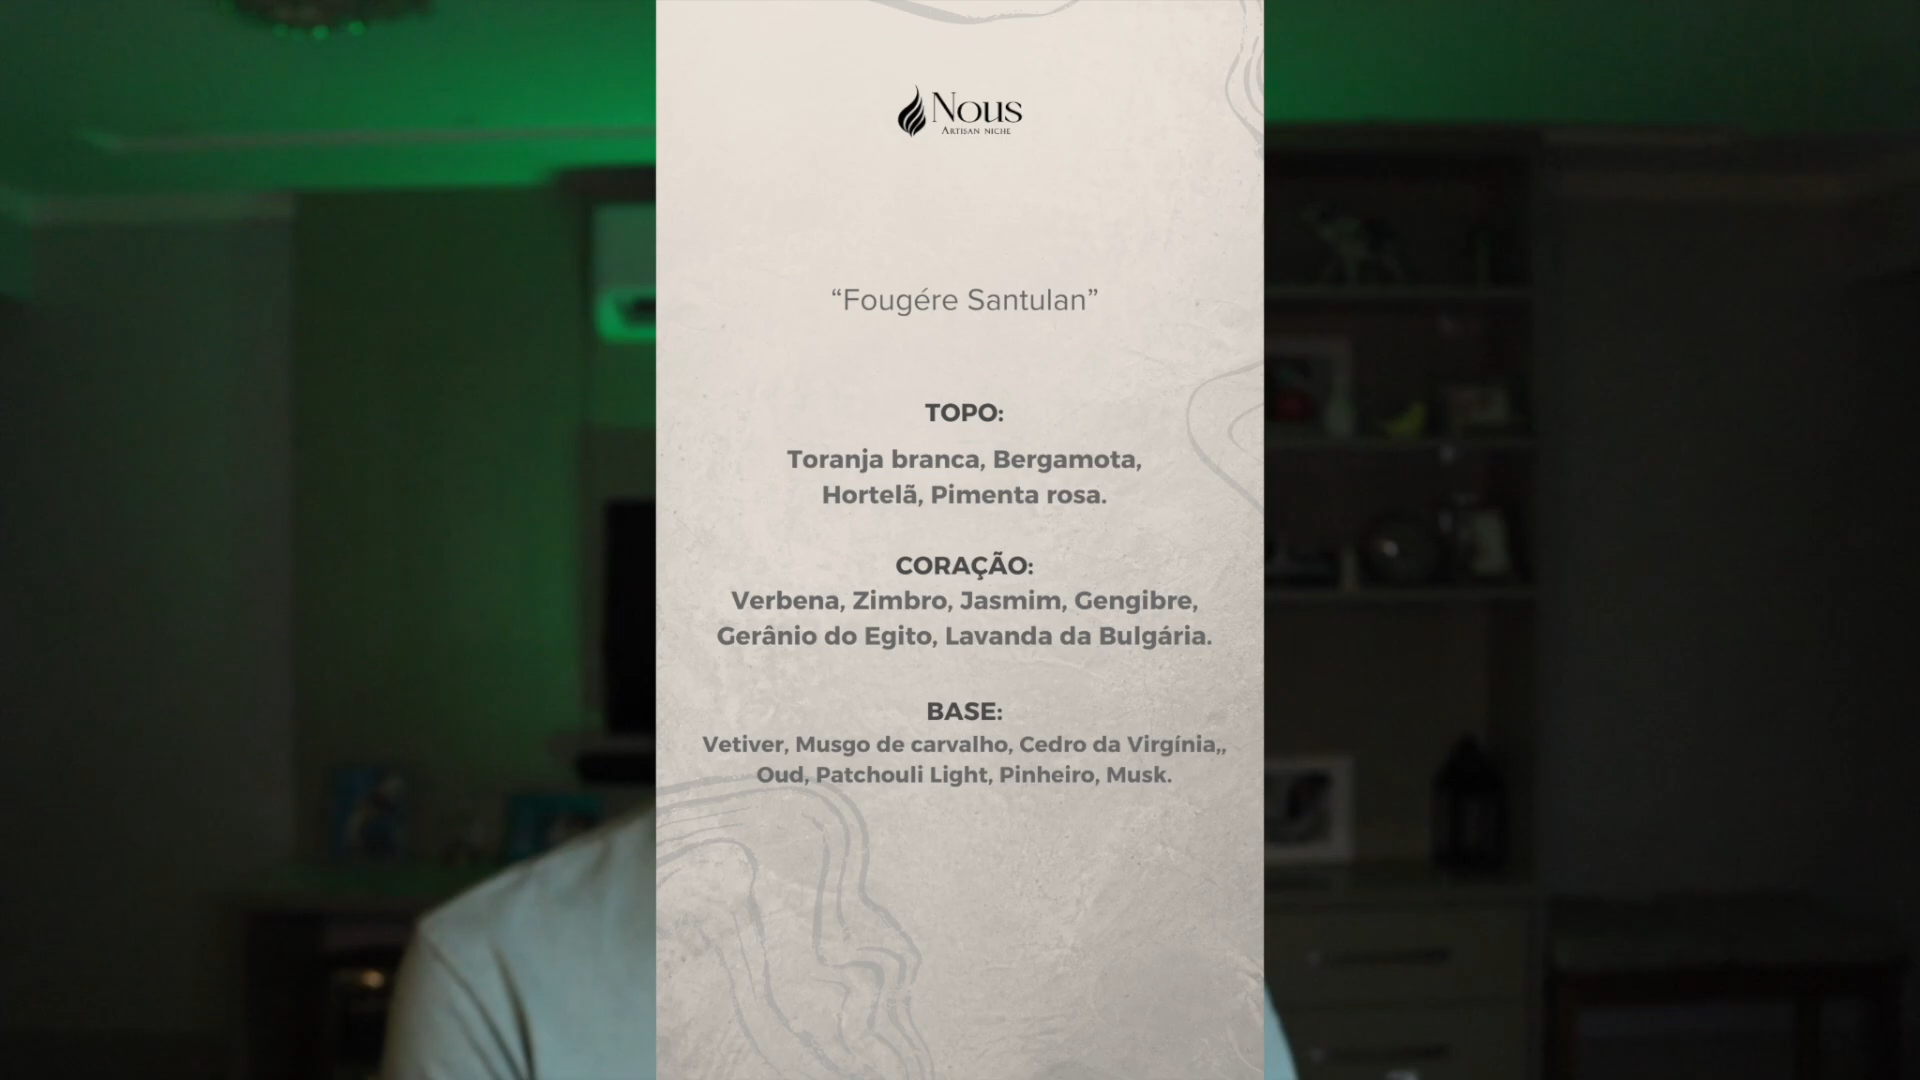 Nous
ARTISAN NICHE
“Fougére Santulan”
TOPO:
Toranja branca, Bergamota,
Hortelã, Pimenta rosa.
CORAÇÃO:
Verbena, Zimbro, Jasmim, Gengibre,
Gerânio do Egito, Lavanda da Bulgária.
BASE:
Vetiver, Musgo de carvalho, Cedro da Virgínia,,
Oud, Patchouli Light, Pinheiro, Musk.